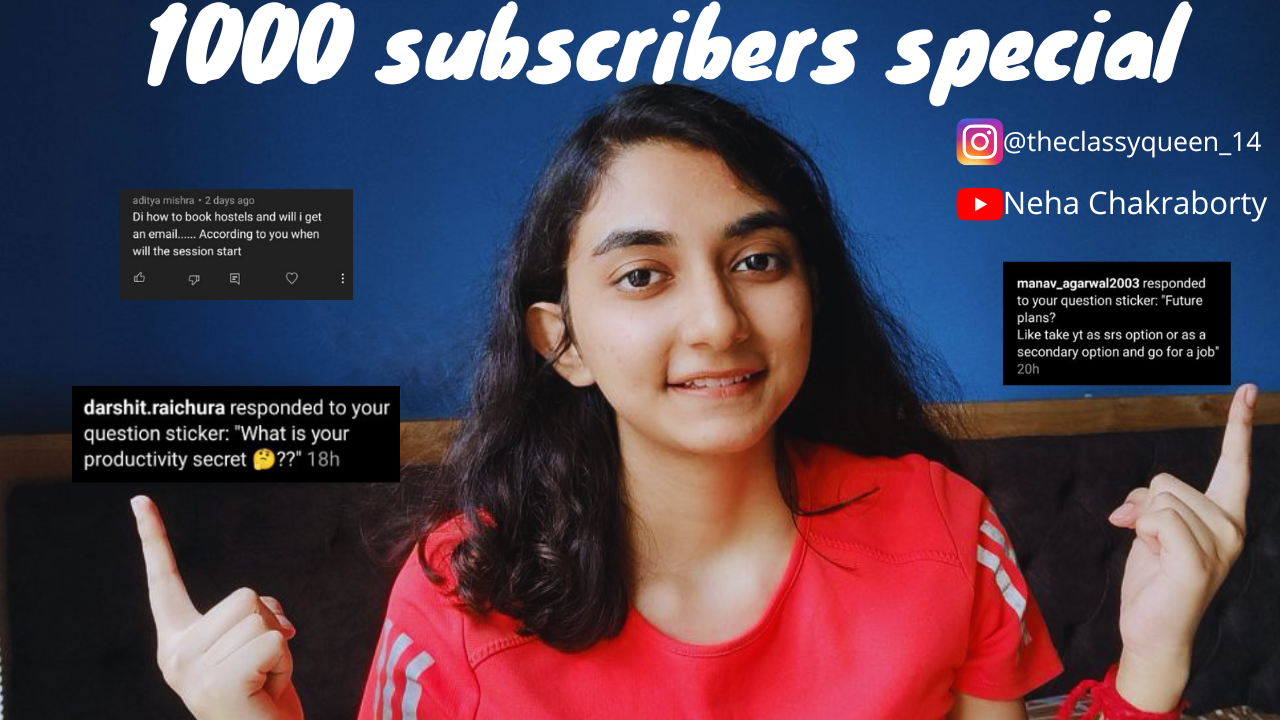 1000 subscribers special
@theclassyqueen_14
Neha Chakraborty
aditya mishra • 2 days ago
Di how to book hostels and will i get
an email...... According to you when
will the session start
manav_agarwal2003 responded
to your question sticker: "Future
plans?
Like take yt as srs option or as a
secondary option and go for a job"
20h
darshit.raichura responded to your
question sticker: "What is your
productivity secret 🤔??" 18h